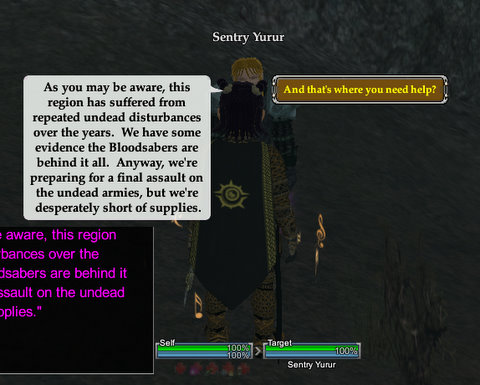 Sentry Yurur
As you may be aware, this
region has suffered from
repeated undead disturbances
over the years.  We have some
evidence the Bloodsabers are
behind it all.  Anyway, we're
preparing for a final assault on
the undead armies, but we're
desperately short of supplies.
And that's where you need help?
e aware, this region
bances over the
dsabers are behind it
ssault on the undead
plies."
Self
100%
100%
Target
100%
Sentry Yurur